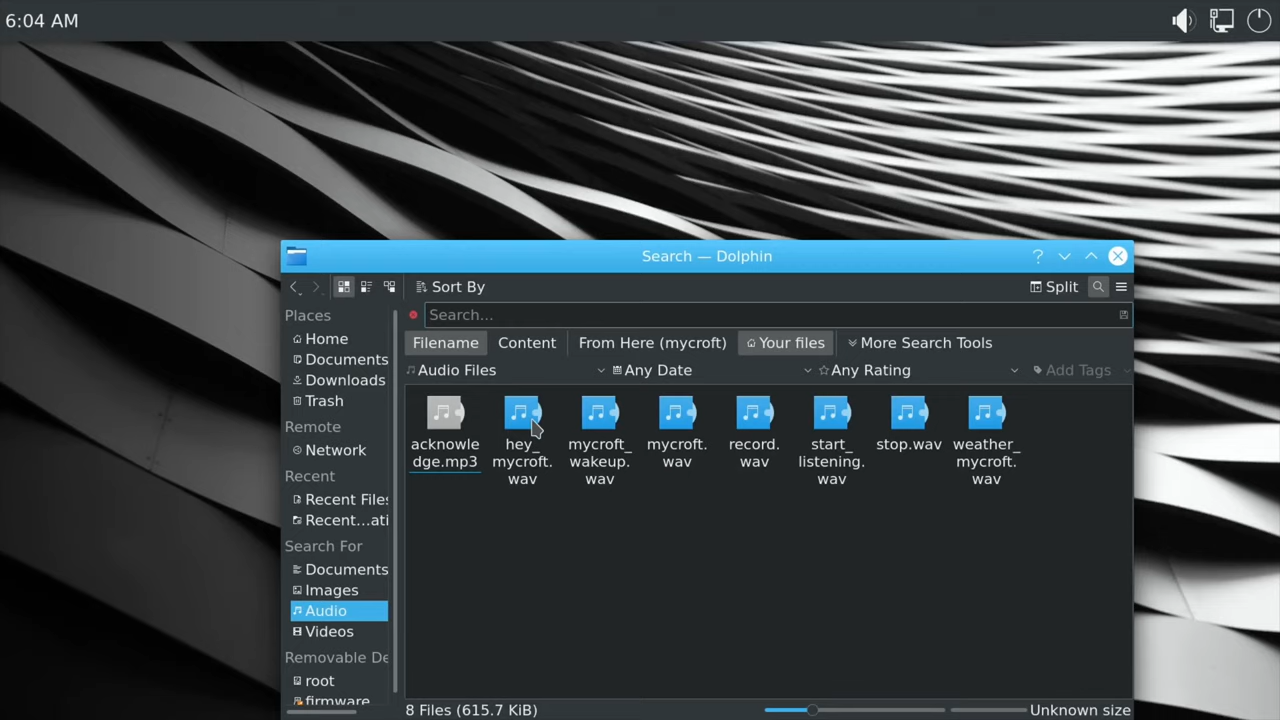 6:04 AM
Search — Dolphin
Sort By
Split
Places
Home
Documents
Downloads
Trash
Remote
Network
Recent
Recent Files
Recent...ati
Search For
Documents
Images
Audio
Videos
Removable De
root
firmware
Search...
Filename
Content
From Here (mycroft)
Your files
More Search Tools
Audio Files
Any Date
Any Rating
Add Tags
acknowle
dge.mp3
hey_
mycroft.
wav
mycroft_
wakeup.
wav
mycroft.
wav
record.
wav
start_
listening.
wav
stop.wav
weather_
mycroft.
wav
8 Files (615.7 KiB)
Unknown size